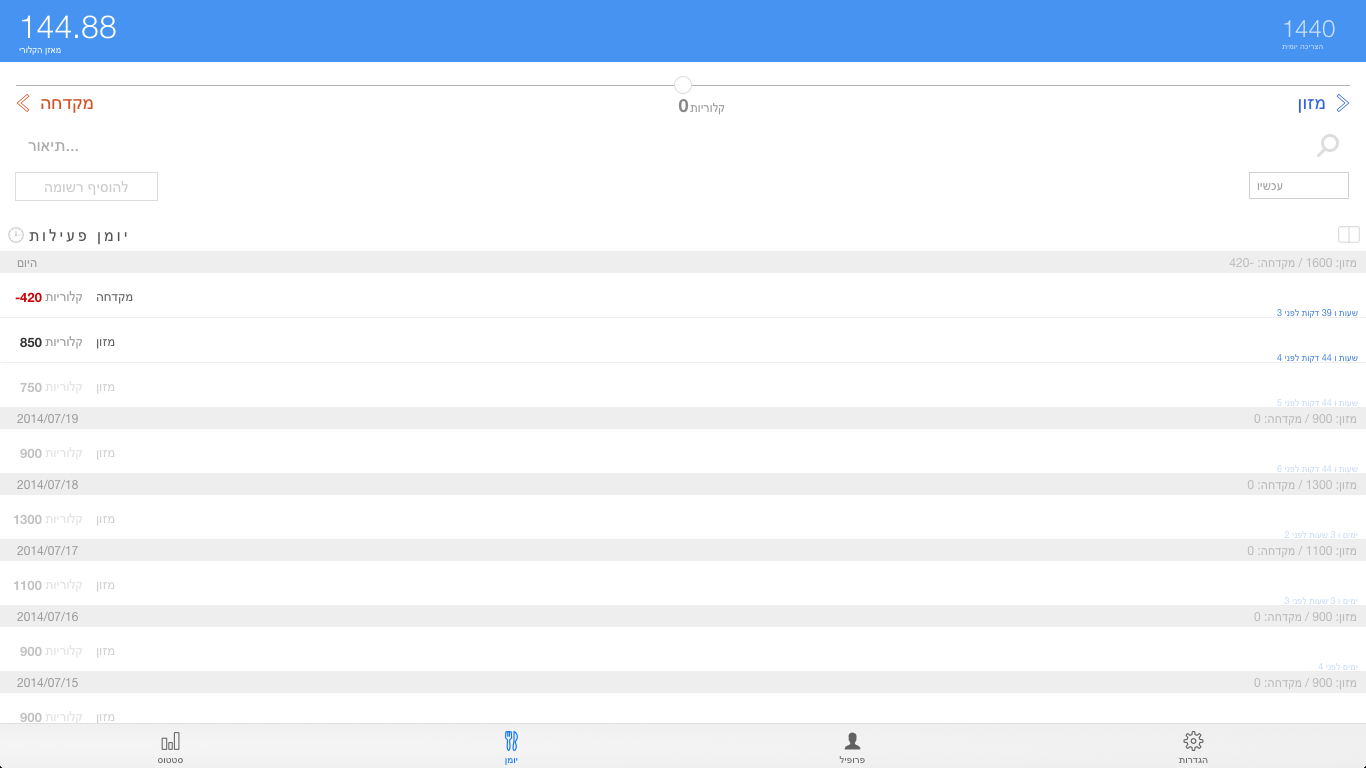 144.88
מאזן הקלורי
1440
הצריכה יומית
מקדחה
0 קלוריות
מזון
תיאור...
להוסיף רשומה
עכשיו
יומן פעילות
היום
מזון: 1600 / מקדחה: -420
-420 קלוריות מקדחה
שעות ו 39 דקות לפני 3
850 קלוריות מזון
שעות ו 44 דקות לפני 4
750 קלוריות מזון
שעות ו 44 דקות לפני 5
2014/07/19
מזון: 900 / מקדחה: 0
900 קלוריות מזון
שעות ו 44 דקות לפני 6
2014/07/18
מזון: 1300 / מקדחה: 0
1300 קלוריות מזון
ימים ו 3 שעות לפני 2
2014/07/17
מזון: 1100 / מקדחה: 0
1100 קלוריות מזון
ימים ו 3 שעות לפני 3
2014/07/16
מזון: 900 / מקדחה: 0
900 קלוריות מזון
ימים לפני 4
2014/07/15
מזון: 900 / מקדחה: 0
900 קלוריות מזון
סטטוס
יומן
פרופיל
הגדרות